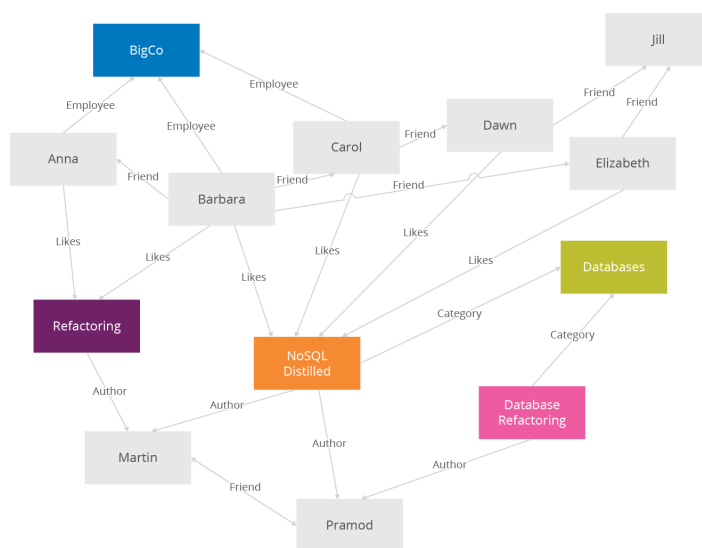 Jill
BigCo
Employee
Friend
Employee
Friend
Dawn
Employee
Friend
Carol
Anna
Elizabeth
Friend
Friend
Friend
Barbara
Likes
Likes
Likes
Likes
Likes
Likes
Databases
Category
Refactoring
Category
NoSQL
Distilled
Author
Author
Database
Refactoring
Author
Martin
Author
Friend
Pramod